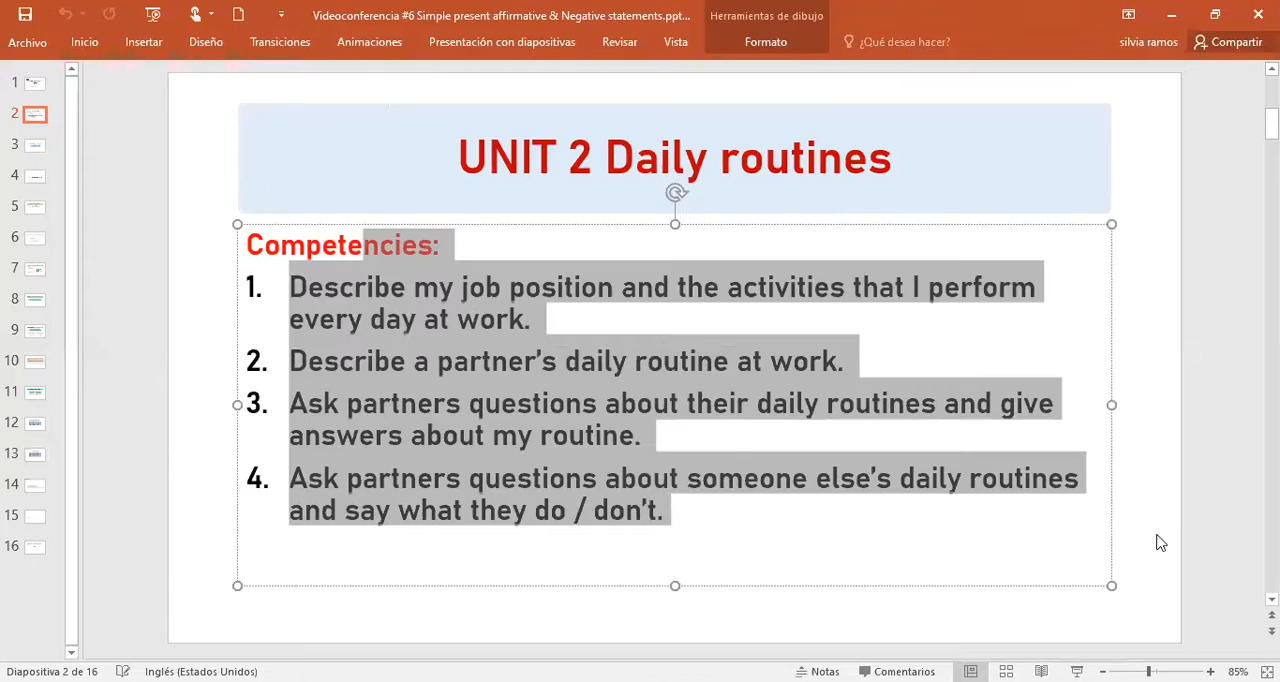 Videoconferencia #6 Simple present affirmative & Negative statements.ppt...
Herramientas de dibujo
Archivo Inicio Insertar Diseño Transiciones Animaciones Presentación con diapositivas Revisar Vista Formato ¿Qué desea hacer? silvia ramos Compartir
1
2
3
4
5
6
7
8
9
10
11
12
13
14
15
16
UNIT 2 Daily routines
Competencies:
1. Describe my job position and the activities that I perform
every day at work.
2. Describe a partner's daily routine at work.
3. Ask partners questions about their daily routines and give
answers about my routine.
4. Ask partners questions about someone else's daily routines
and say what they do / don't.
Diapositiva 2 de 16 Inglés (Estados Unidos) Notas Comentarios 85%